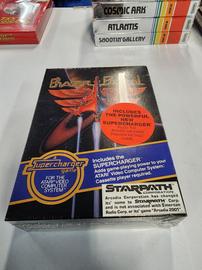 COSMIC ARK
ATLANTIS
SHOOTIN' GALLERY
INCLUDES
THE POWERFUL
NEW
SUPERCHARGER
Supercharger
game
FOR THE
ATARI VIDEO
COMPUTER
SYSTEM
Includes the
SUPERCHARGER
Adds game playing power to your
ATARI Video Computer System.
Cassette player required.
STARPATH
CORPORATION
Arcadia Corporation has changed
its' name to STARPATH Corp.
and is not associated with Emerson
Radio Corp. or its' game "Arcadia 2001"